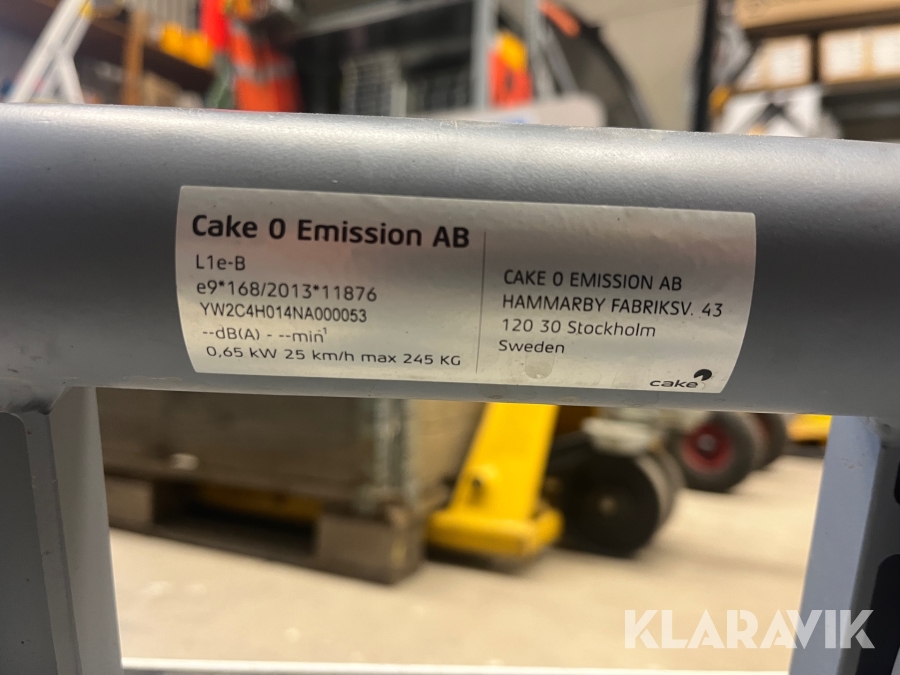 Cake 0 Emission AB
L1e-B
e9*168/2013*11876
YW2C4H014NA000053
--dB(A) - --min¹
0,65 kW 25 km/h max 245 KG
CAKE 0 EMISSION AB
HAMMARBY FABRIKSV. 43
120 30 Stockholm
Sweden
cake
KLARAVIK